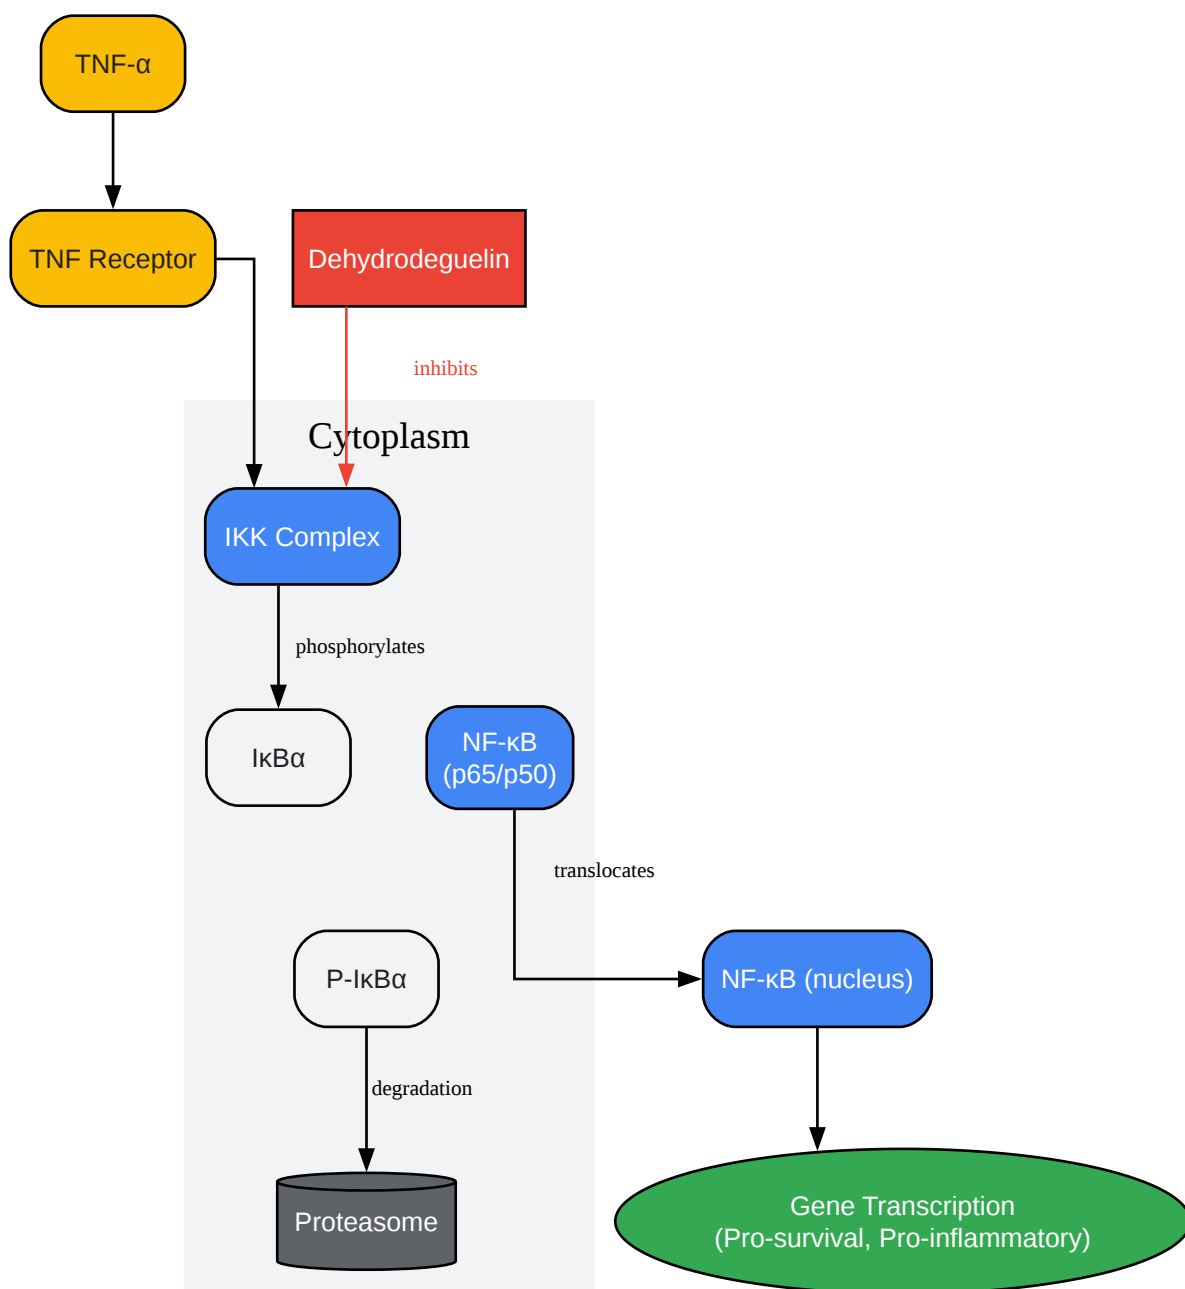 TNF-α
TNF Receptor
Dehydrodeguelin
inhibits
Cytoplasm
IKK Complex
phosphorylates
IκBα
NF-κB
(p65/p50)
translocates
P-IκBα
NF-κB (nucleus)
degradation
Proteasome
Gene Transcription
(Pro-survival, Pro-inflammatory)